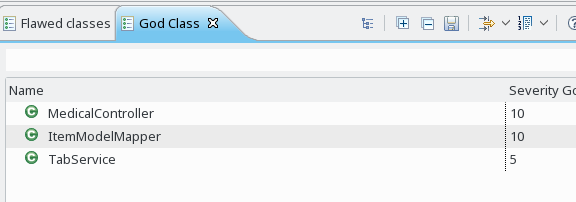 Flawed classes God Class
Name Severity Go
MedicalController 10
ItemModelMapper 10
TabService 5